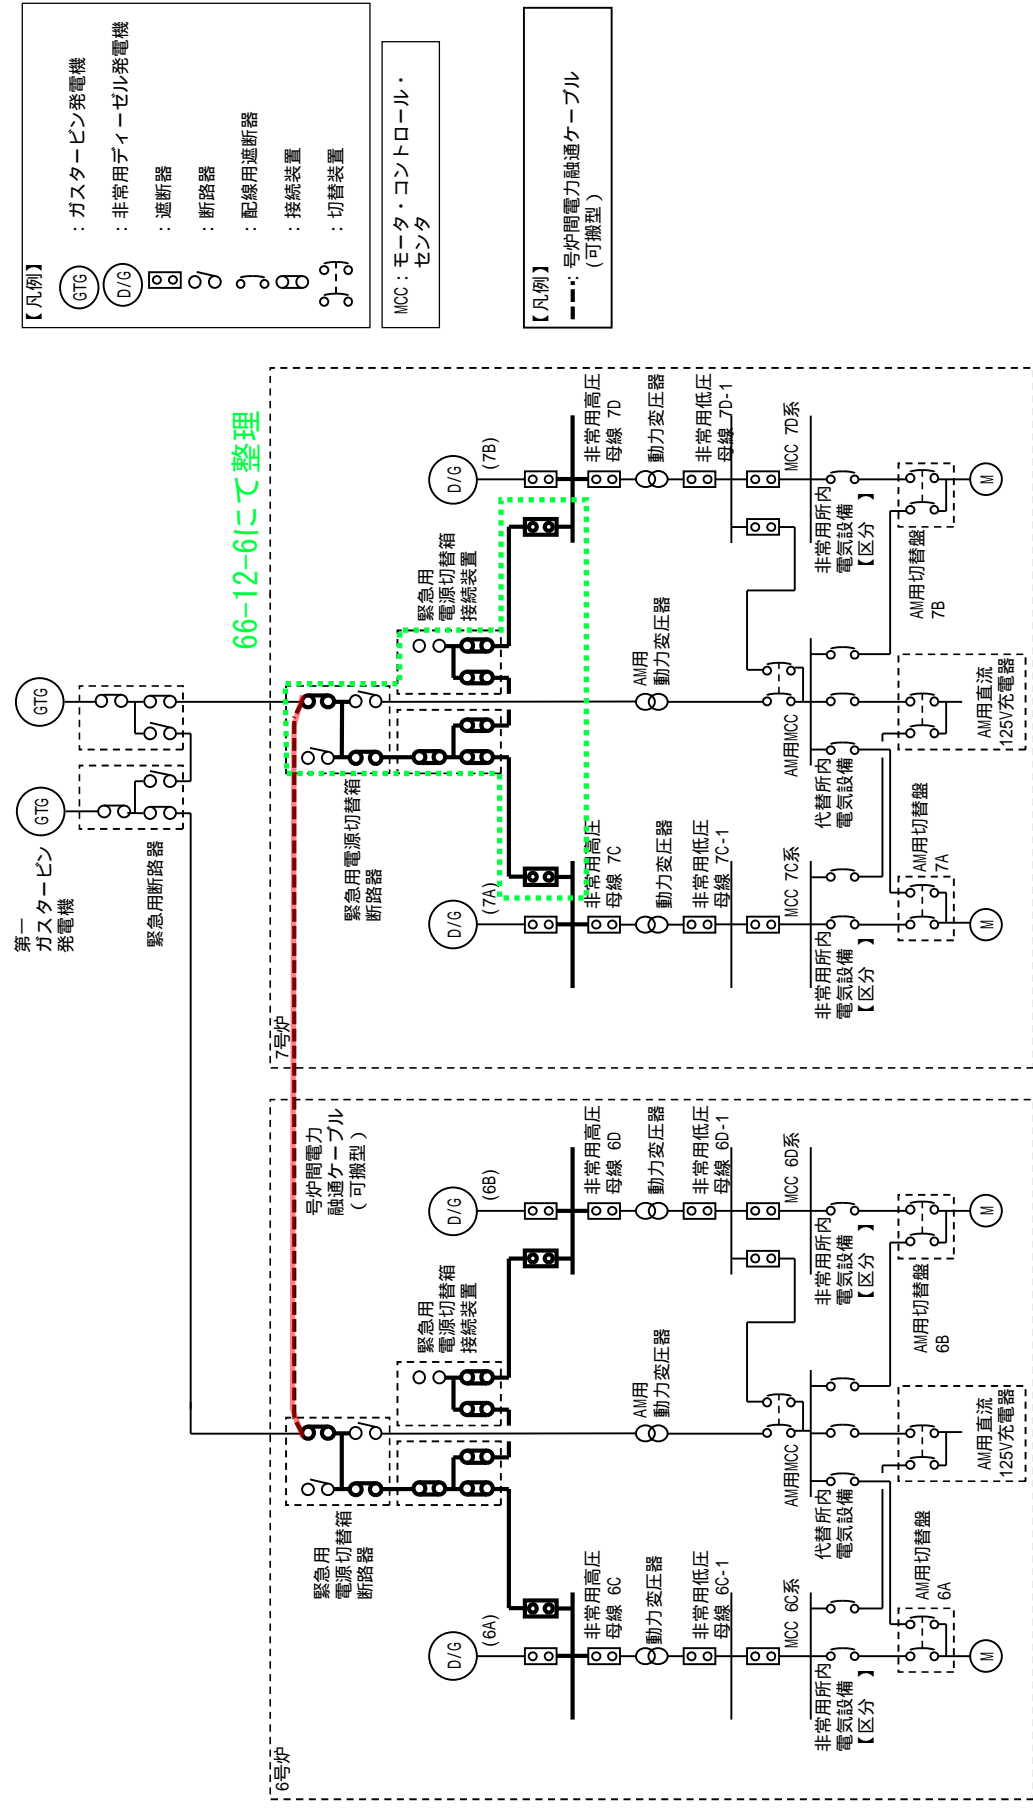 【凡例】
GTG
：ガスタービン発電機
D/G
：非常用ディーゼル発電機
：遮断器
：断路器
：配線用遮断器
：接続装置
：切替装置
MCC：モータ・コントロール・
センタ
【凡例】
：号炉間電力融通ケーブル
(可搬型)
66-12-6にて整理
第一
ガスタービン
発電機
GTG
GTG
緊急用断路器
7号炉
緊急用電源切替箱
断路器
緊急用
電源切替箱
接続装置
D/G
(7A)
D/G
(7B)
非常用高圧
母線 7C
非常用高圧
母線 7D
動力変圧器
AM用
動力変圧器
動力変圧器
非常用低圧
母線 7C-1
非常用低圧
母線 7D-1
MCC 7C系
AM用MCC
MCC 7D系
非常用所内
電気設備
【区分 】
代替所内
電気設備
非常用所内
電気設備
【区分 】
AM用切替盤
7A
AM用直流
125V充電器
AM用切替盤
7B
M
M
6号炉
号炉間電力
融通ケーブル
(可搬型)
緊急用
電源切替箱
断路器
緊急用
電源切替箱
接続装置
D/G
(6A)
D/G
(6B)
非常用高圧
母線 6C
非常用高圧
母線 6D
動力変圧器
AM用
動力変圧器
動力変圧器
非常用低圧
母線 6C-1
非常用低圧
母線 6D-1
MCC 6C系
AM用MCC
MCC 6D系
非常用所内
電気設備
【区分 】
代替所内
電気設備
非常用所内
電気設備
【区分 】
AM用切替盤
6A
AM用直流
125V充電器
AM用切替盤
6B
M
M